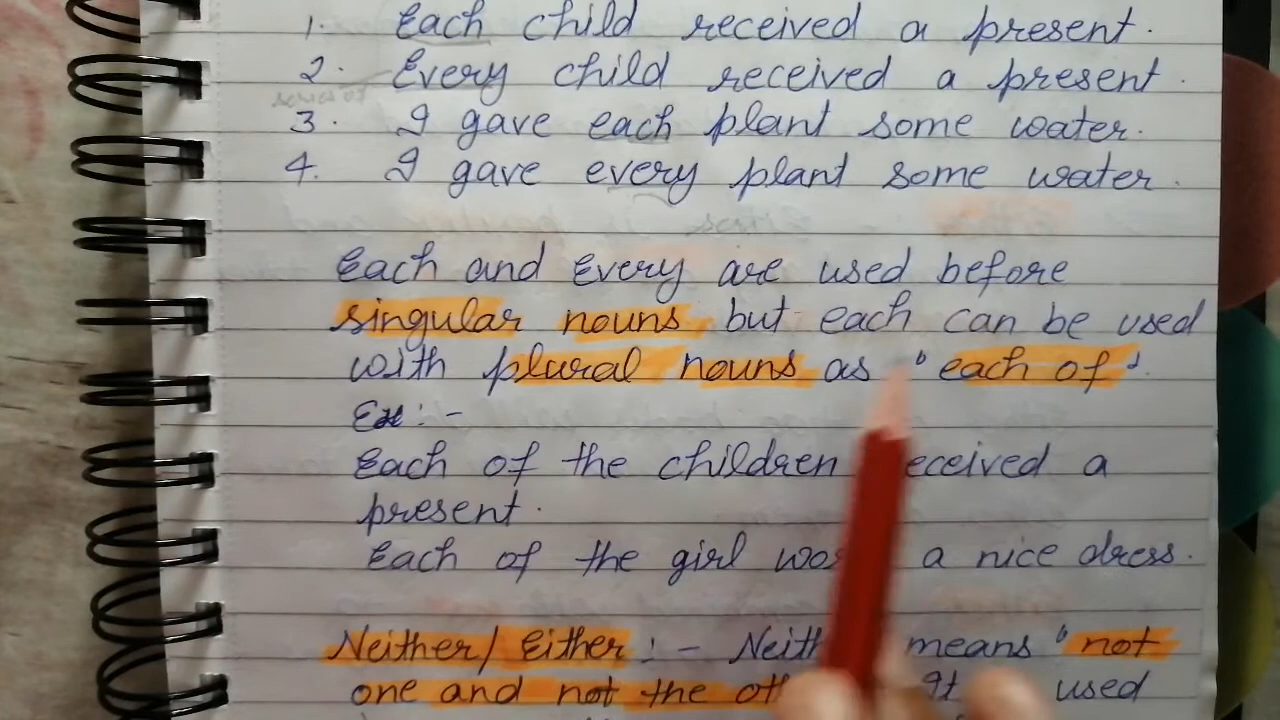 1. Each child received a present.
2. Every child received a present.
3. I gave each plant some water.
4. I gave every plant some water.
Each and Every are used before
singular nouns but each can be used
with plural nouns as 'each of'.
Ex:-
Each of the children received a
present.
Each of the girl a nice dress.
Neither/Either:- means 'not
one and not the It used